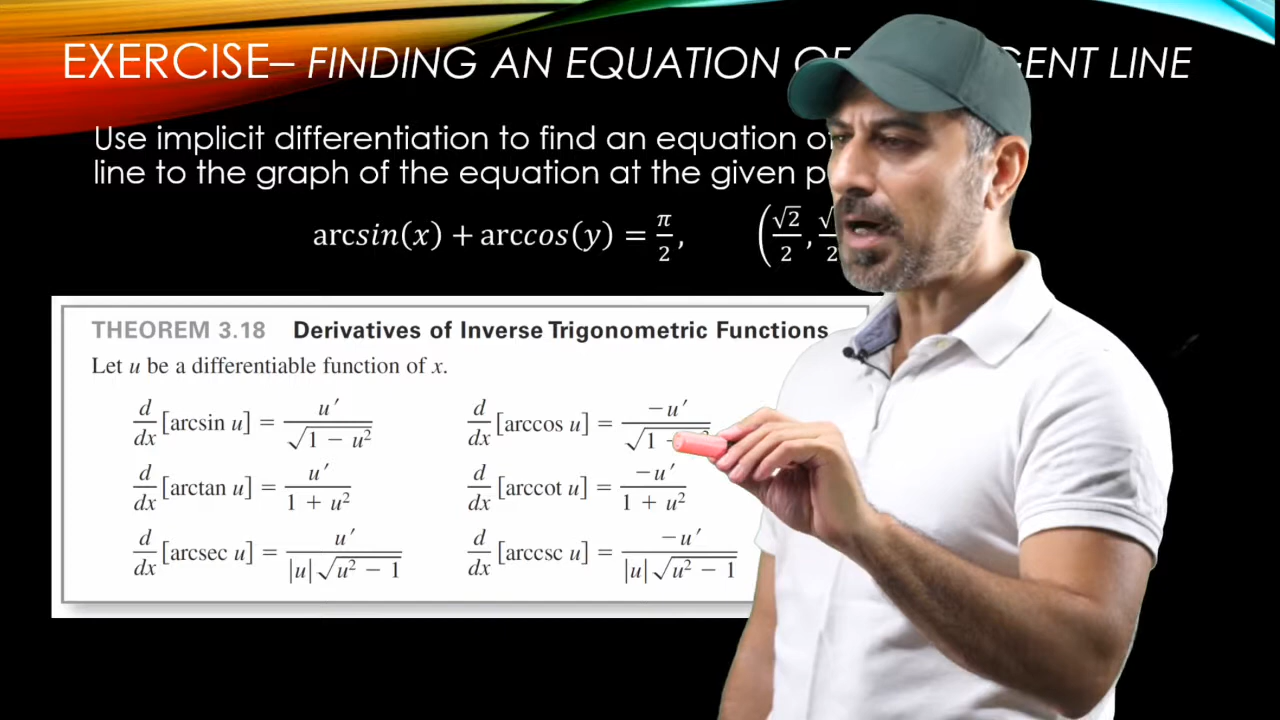 EXERCISE– FINDING AN EQUATION OF GENT LINE
Use implicit differentiation to find an equation of
line to the graph of the equation at the given
arcsin(x) + arccos(y) = π/2, (√2/2, √ 2
THEOREM 3.18 Derivatives of Inverse Trigonometric Functions
Let u be a differentiable function of x.
d/dx [arcsin u] = u′/√(1 − u²) d/dx [arccos u] = −u′/√1
d/dx [arctan u] = u′/(1 + u²) d/dx [arccot u] = −u′/(1 + u²)
d/dx [arcsec u] = u′/(|u|√(u² − 1)) d/dx [arccsc u] = −u′/(|u|√(u² − 1))